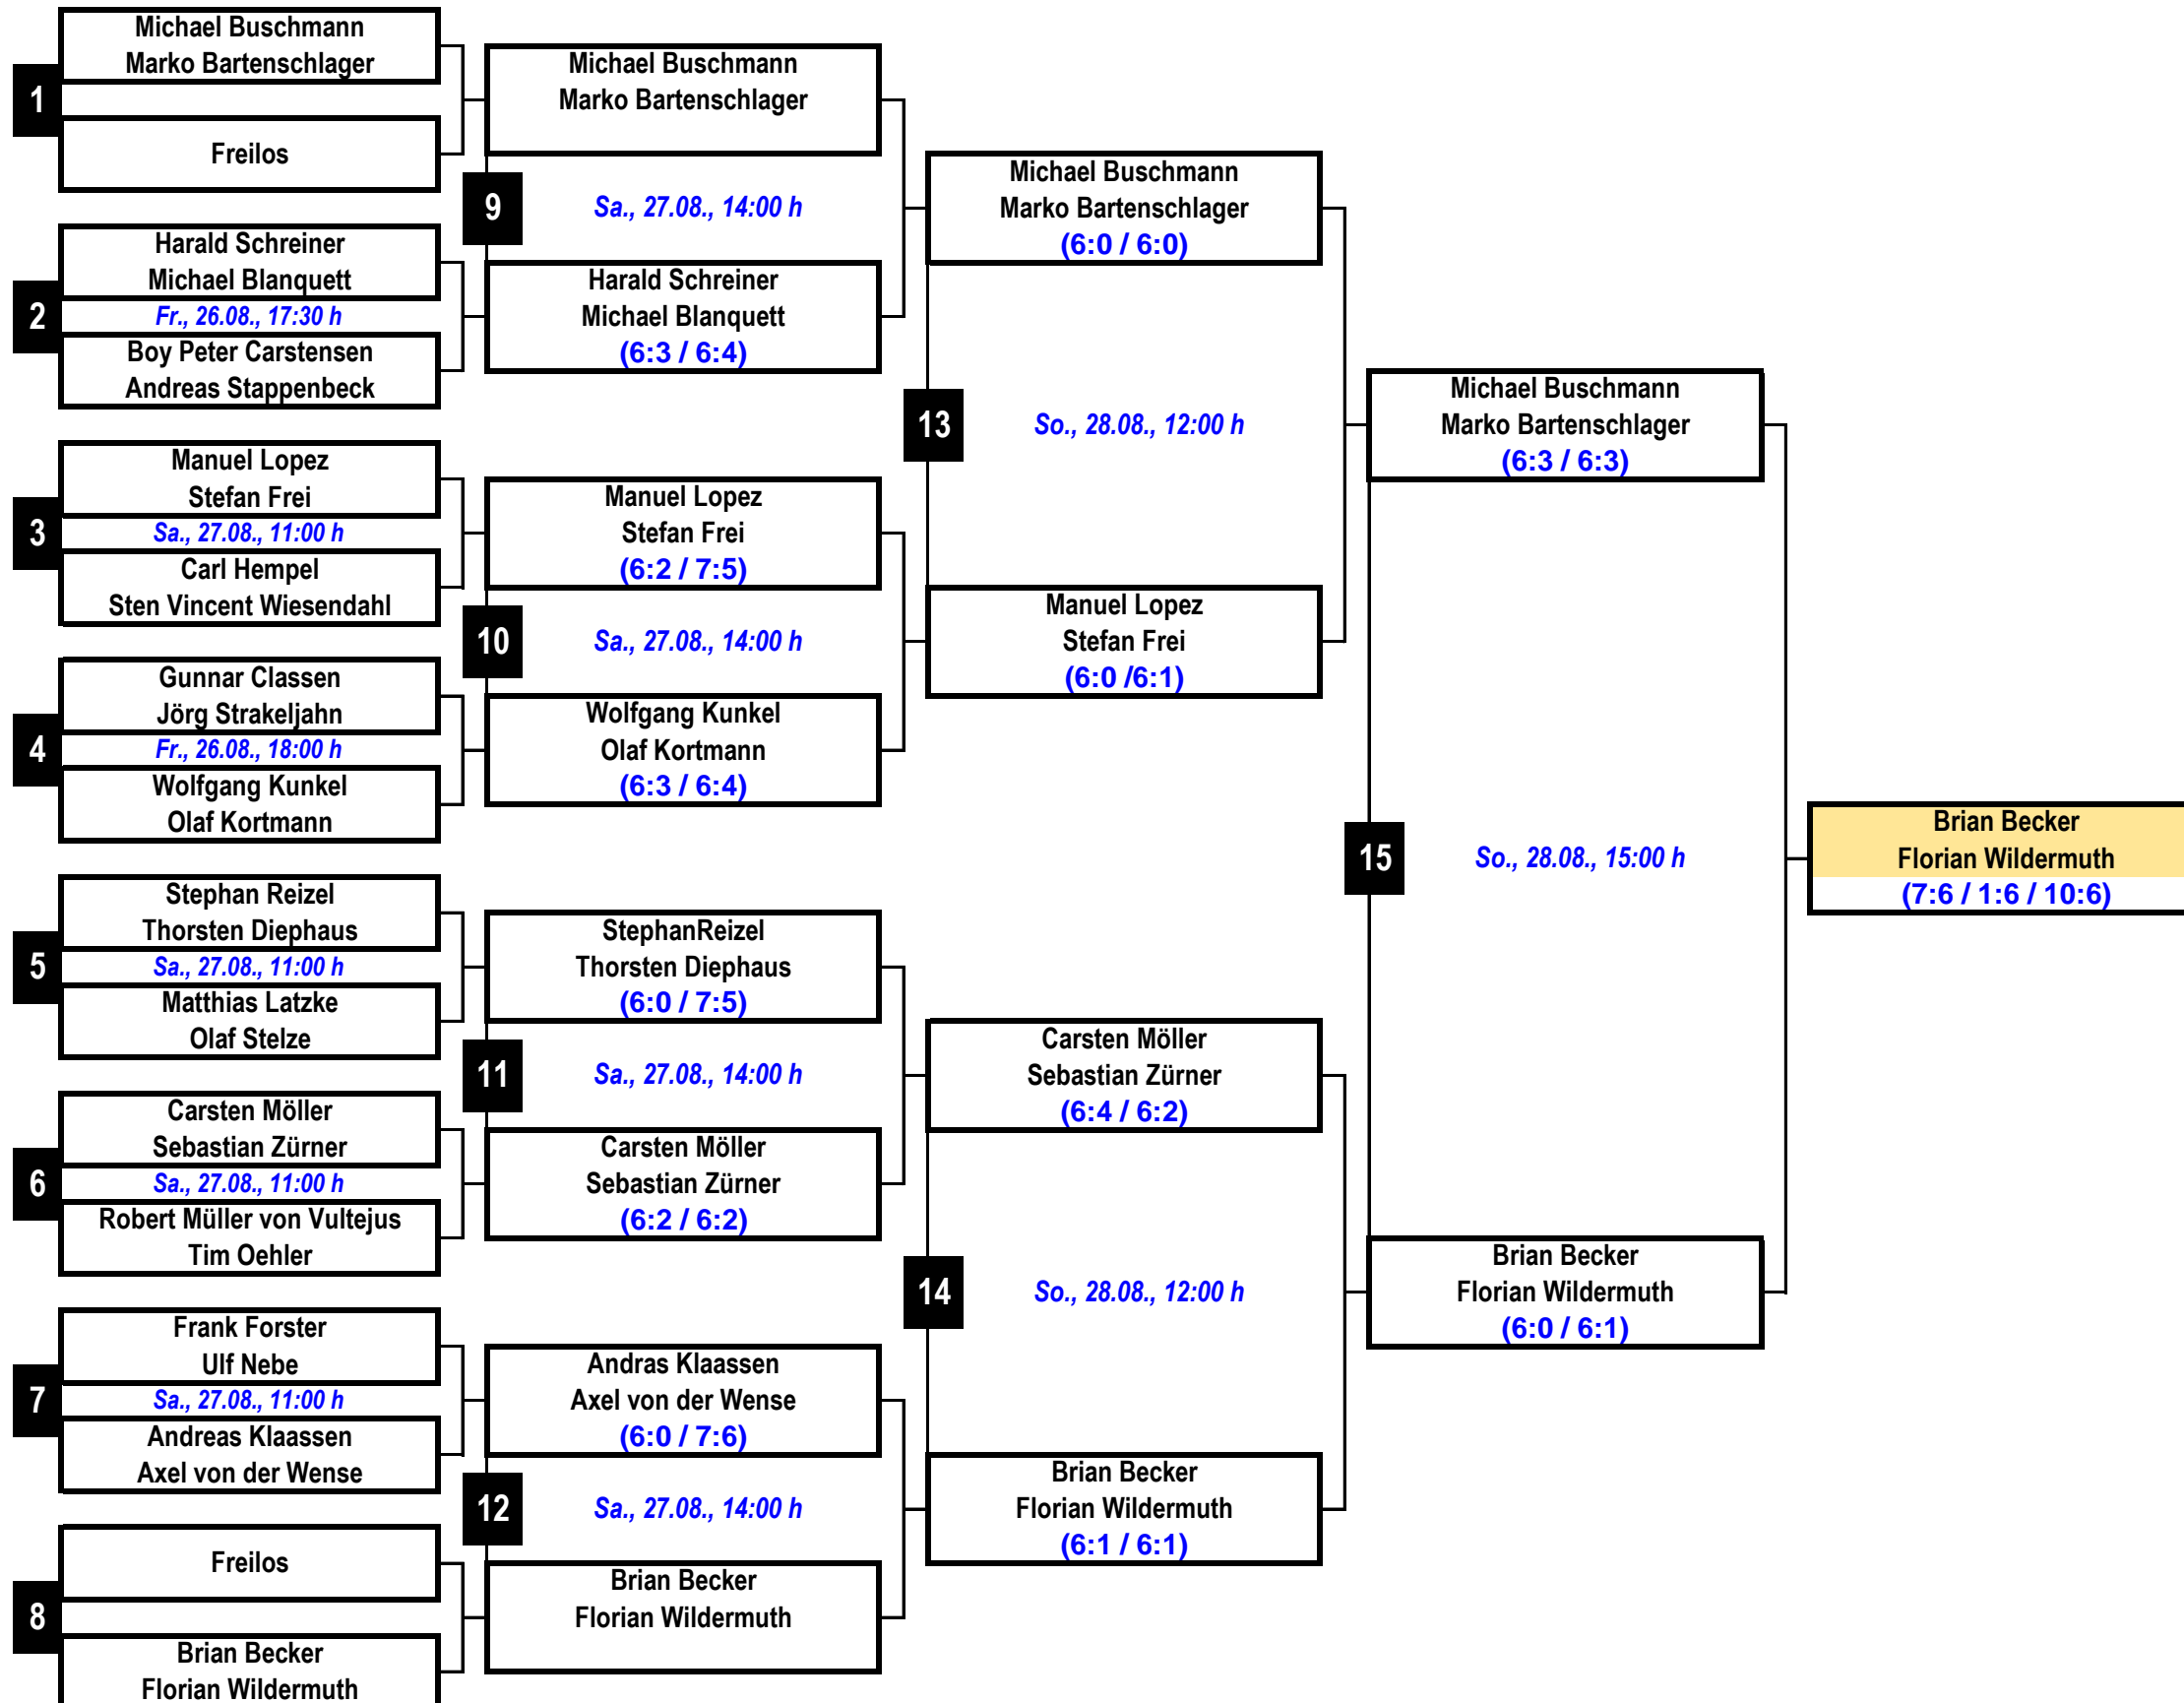 Michael Buschmann
Marko Bartenschlager
1
Freilos
Harald Schreiner
Michael Blanquett
2
Fr., 26.08., 17:30 h
Boy Peter Carstensen
Andreas Stappenbeck
Manuel Lopez
Stefan Frei
3
Sa., 27.08., 11:00 h
Carl Hempel
Sten Vincent Wiesendahl
Gunnar Classen
Jörg Strakeljahn
4
Fr., 26.08., 18:00 h
Wolfgang Kunkel
Olaf Kortmann
Stephan Reizel
Thorsten Diephaus
5
Sa., 27.08., 11:00 h
Matthias Latzke
Olaf Stelze
Carsten Möller
Sebastian Zürner
6
Sa., 27.08., 11:00 h
Robert Müller von Vultejus
Tim Oehler
Frank Forster
Ulf Nebe
7
Sa., 27.08., 11:00 h
Andreas Klaassen
Axel von der Wense
Freilos
8
Brian Becker
Florian Wildermuth
Michael Buschmann
Marko Bartenschlager
9
Sa., 27.08., 14:00 h
Harald Schreiner
Michael Blanquett
(6:3 / 6:4)
Manuel Lopez
Stefan Frei
(6:2 / 7:5)
10
Sa., 27.08., 14:00 h
Wolfgang Kunkel
Olaf Kortmann
(6:3 / 6:4)
StephanReizel
Thorsten Diephaus
(6:0 / 7:5)
11
Sa., 27.08., 14:00 h
Carsten Möller
Sebastian Zürner
(6:2 / 6:2)
Andras Klaassen
Axel von der Wense
(6:0 / 7:6)
12
Sa., 27.08., 14:00 h
Brian Becker
Florian Wildermuth
Michael Buschmann
Marko Bartenschlager
(6:0 / 6:0)
13
So., 28.08., 12:00 h
Manuel Lopez
Stefan Frei
(6:0 /6:1)
Carsten Möller
Sebastian Zürner
(6:4 / 6:2)
14
So., 28.08., 12:00 h
Brian Becker
Florian Wildermuth
(6:1 / 6:1)
Michael Buschmann
Marko Bartenschlager
(6:3 / 6:3)
15
So., 28.08., 15:00 h
Brian Becker
Florian Wildermuth
(6:0 / 6:1)
Brian Becker
Florian Wildermuth
(7:6 / 1:6 / 10:6)